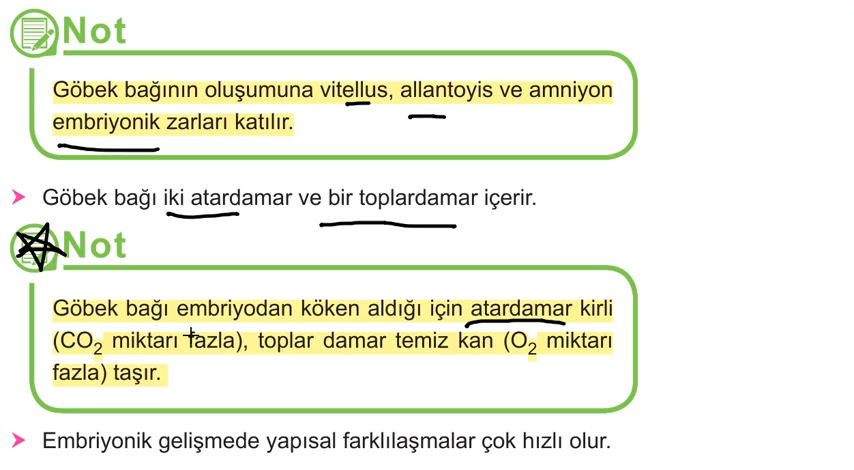 Not
Göbek bağının oluşumuna vitellus, allantoyis ve amniyon
embriyonik zarları katılır.
Göbek bağı iki atardamar ve bir toplardamar içerir.
Not
Göbek bağı embriyodan köken aldığı için atardamar kirli
(CO₂ miktarı fazla), toplar damar temiz kan (O₂ miktarı
fazla) taşır.
Embriyonik gelişmede yapısal farklılaşmalar çok hızlı olur.